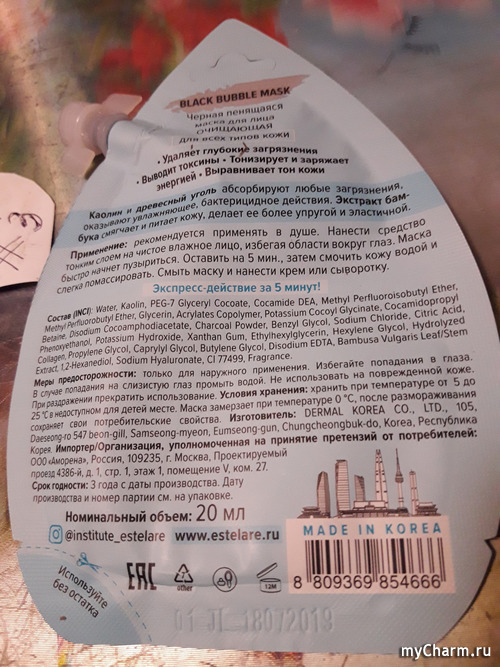 BLACK BUBBLE MASK
Черная пенящаяся
маска для лица
ОЧИЩАЮЩАЯ
для всех типов кожи
• Удаляет глубокие загрязнения
• Выводит токсины • Тонизирует и заряжает
энергией • Выравнивает тон кожи
Каолин и древесный уголь абсорбируют любые загрязнения,
оказывают увлажняющее, бактерицидное действия. Экстракт бам-
бука смягчает и питает кожу, делает ее более упругой и эластичной.
Применение: рекомендуется применять в душе. Нанести средство
тонким слоем на чистое влажное лицо, избегая области вокруг глаз. Маска
быстро начнет пузыриться. Оставить на 5 мин., затем смочить кожу водой и
слегка помассировать. Смыть маску и нанести крем или сыворотку.
Экспресс-действие за 5 минут!
Состав (INCI): Water, Kaolin, PEG-7 Glyceryl Cocoate, Cocamide DEA, Methyl Perfluoroisobutyl Ether,
Methyl Perfluorobutyl Ether, Glycerin, Acrylates Copolymer, Potassium Cocoyl Glycinate, Cocamidopropyl
Betaine, Disodium Cocoamphodiacetate, Charcoal Powder, Benzyl Glycol, Sodium Chloride, Citric Acid,
Phenoxyethanol, Potassium Hydroxide, Xanthan Gum, Ethylhexylglycerin, Hexylene Glycol, Hydrolyzed
Collagen, Propylene Glycol, Caprylyl Glycol, Butylene Glycol, Disodium EDTA, Bambusa Vulgaris Leaf/Stem
Extract, 1,2-Hexanediol, Sodium Hyaluronate, CI 77499, Fragrance.
Меры предосторожности: только для наружного применения. Избегайте попадания в глаза.
В случае попадания на слизистую глаз промыть водой. Не использовать на поврежденной коже.
При раздражении прекратить использование. Условия хранения: хранить при температуре от 5 до
25 °C в недоступном для детей месте. Маска замерзает при температуре 0 °C, после размораживания
сохраняет свои потребительские свойства. Изготовитель: DERMAL KOREA CO., LTD., 105,
Daeseong-ro 547 beon-gil, Samseong-myeon, Eumseong-gun, Chungcheongbuk-do, Korea, Республика
Корея. Импортер/Организация, уполномоченная на принятие претензий от потребителей:
ООО «Аморена», Россия, 109235, г. Москва, Проектируемый
проезд 4386-й, д. 1, стр. 1, этаж 1, помещение V, ком. 27.
Срок годности: 3 года с даты производства. Дату
производства и номер партии см. на упаковке.
Номинальный объем: 20 мл
@institute_estelare www.estelare.ru
MADE IN KOREA
EAC
other
12M
8 809369 854666
Используйте
без остатка
18072019
myCharm.ru